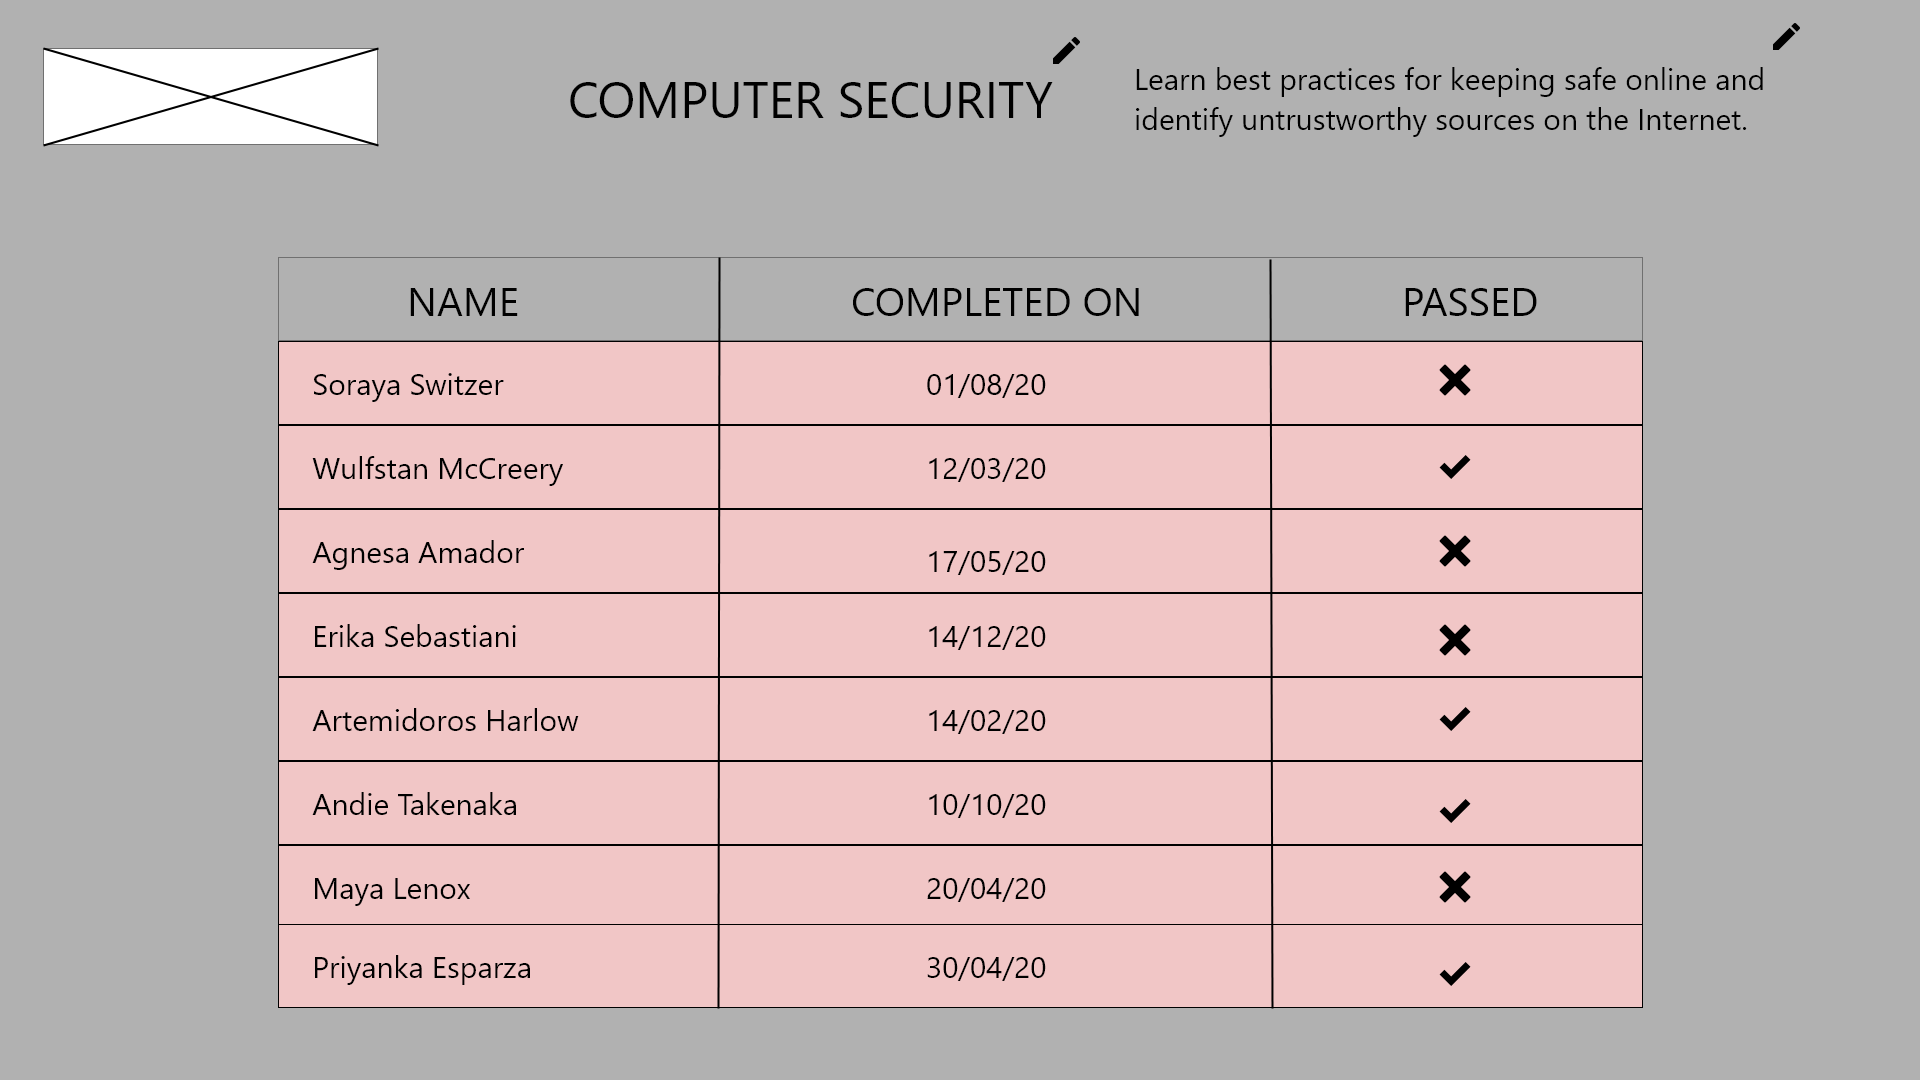 COMPUTER SECURITY
Learn best practices for keeping safe online and
identify untrustworthy sources on the Internet.
NAME COMPLETED ON PASSED
Soraya Switzer 01/08/20
Wulfstan McCreery 12/03/20
Agnesa Amador 17/05/20
Erika Sebastiani 14/12/20
Artemidoros Harlow 14/02/20
Andie Takenaka 10/10/20
Maya Lenox 20/04/20
Priyanka Esparza 30/04/20